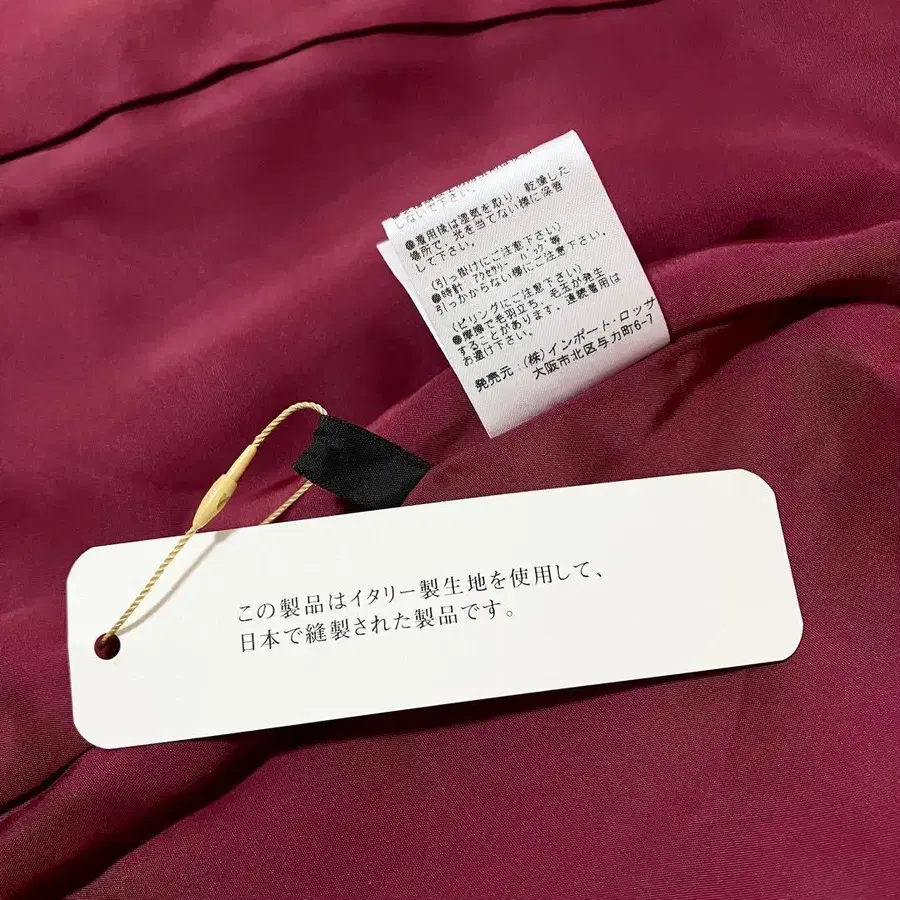 しないで下さい。
●着用後は湿気を取り、乾燥した
場所で、光を当てない様に保管
して下さい。
(引っ掛けにご注意下さい)
●時計、アクセサリー、バック、等
引っかからない様にご注意下さい。
(ピリングにご注意下さい)
●摩擦で毛羽立ち、毛玉が発生
することがあります。連続着用は
お避け下さい。
発売元:(株)インポート・ロッサ
大阪市北区与力町6-7
この製品はイタリー製生地を使用して、
日本で縫製された製品です。